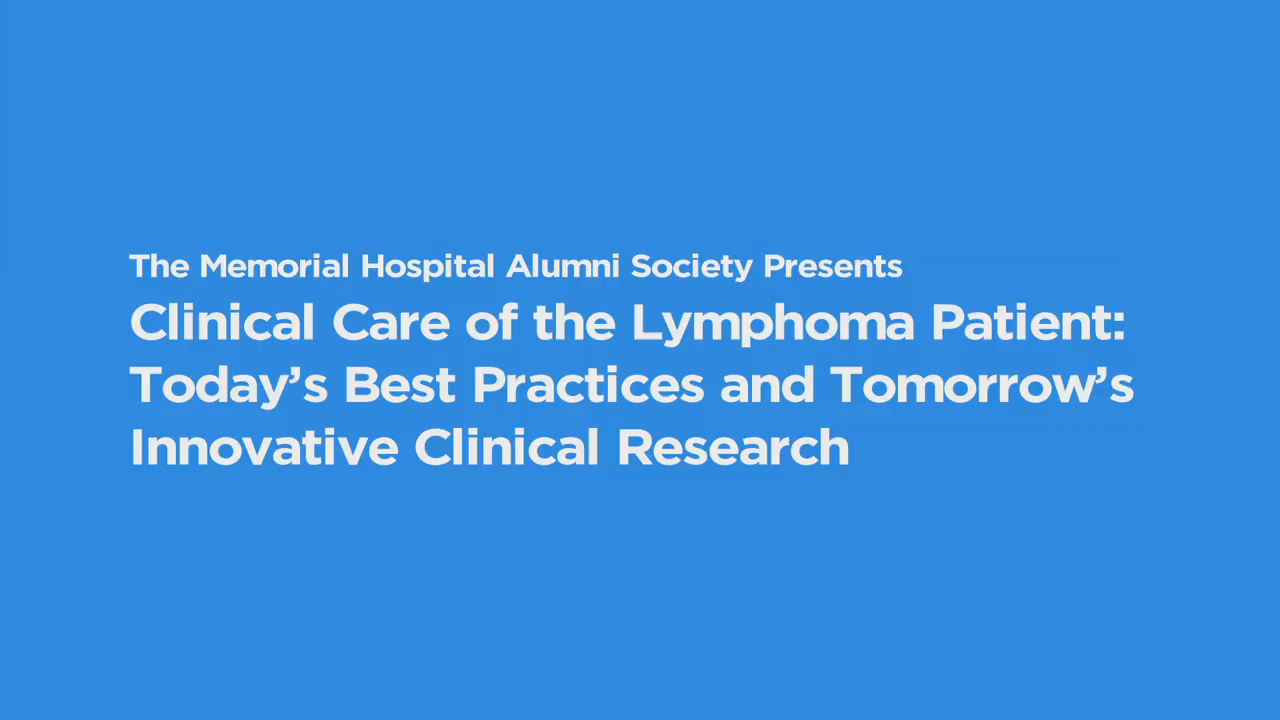 The Memorial Hospital Alumni Society Presents
Clinical Care of the Lymphoma Patient:
Today’s Best Practices and Tomorrow’s
Innovative Clinical Research